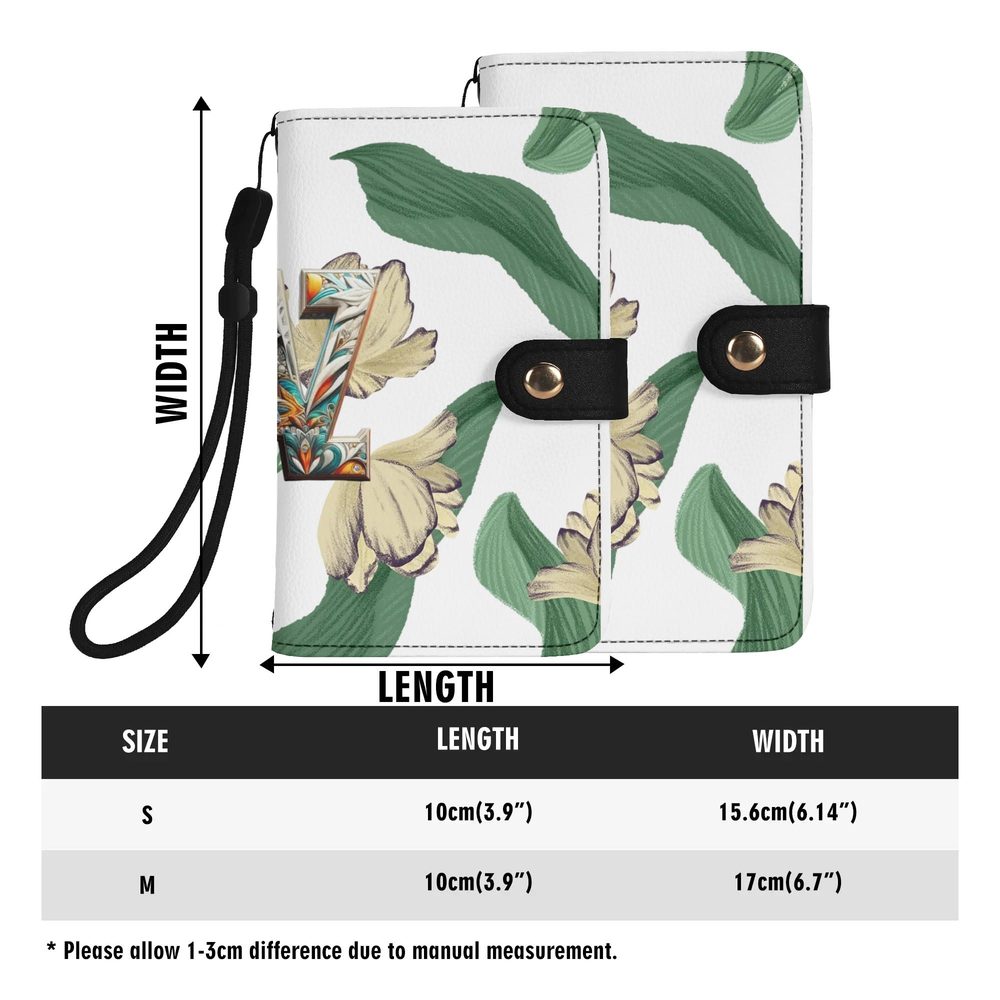 WIDTH
LENGTH
SIZE LENGTH WIDTH
S 10cm(3.9″) 15.6cm(6.14″)
M 10cm(3.9″) 17cm(6.7″)
* Please allow 1-3cm difference due to manual measurement.